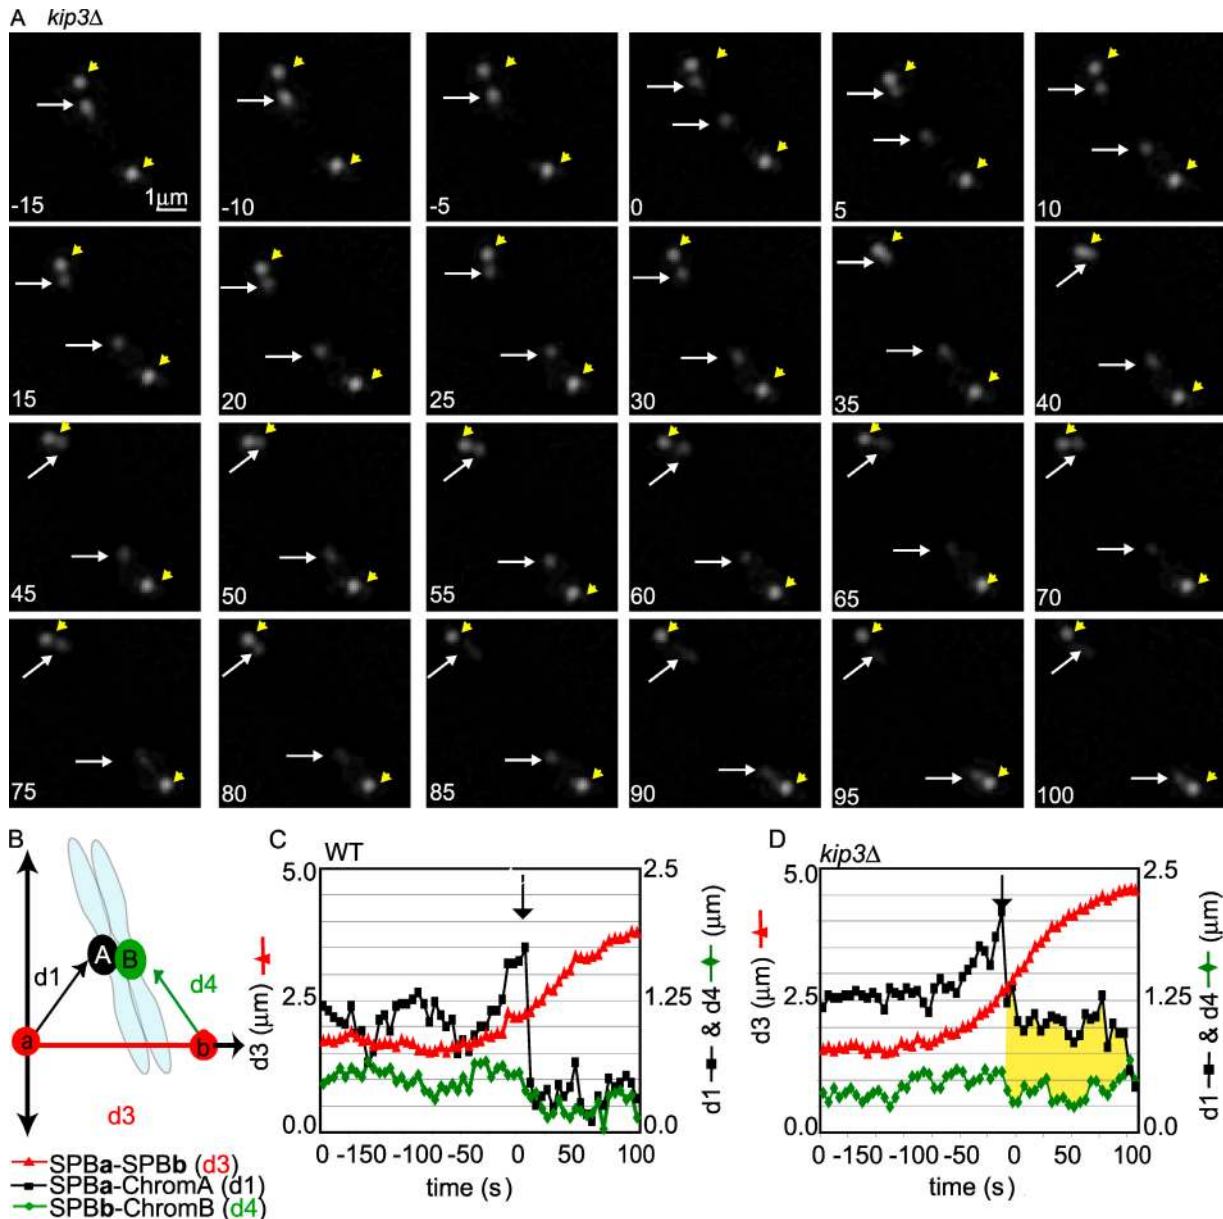 A kip3Δ
-15
1μm
-10
-5
0
5
10
15
20
25
30
35
40
45
50
55
60
65
70
75
80
85
90
95
100
B
A
B
d1
d4
a
b
d3
SPBa-SPBb (d3)
SPBa-ChromA (d1)
SPBb-ChromB (d4)
C WT
5.0
2.5
0.0
d3 (μm)
2.5
1.25
0.0
d1 & d4 (μm)
0 -150 -100 -50 0 50 100
time (s)
D kip3Δ
5.0
2.5
0.0
d3 (μm)
2.5
1.25
0.0
d1 & d4 (μm)
0 -150 -100 -50 0 50 100
time (s)